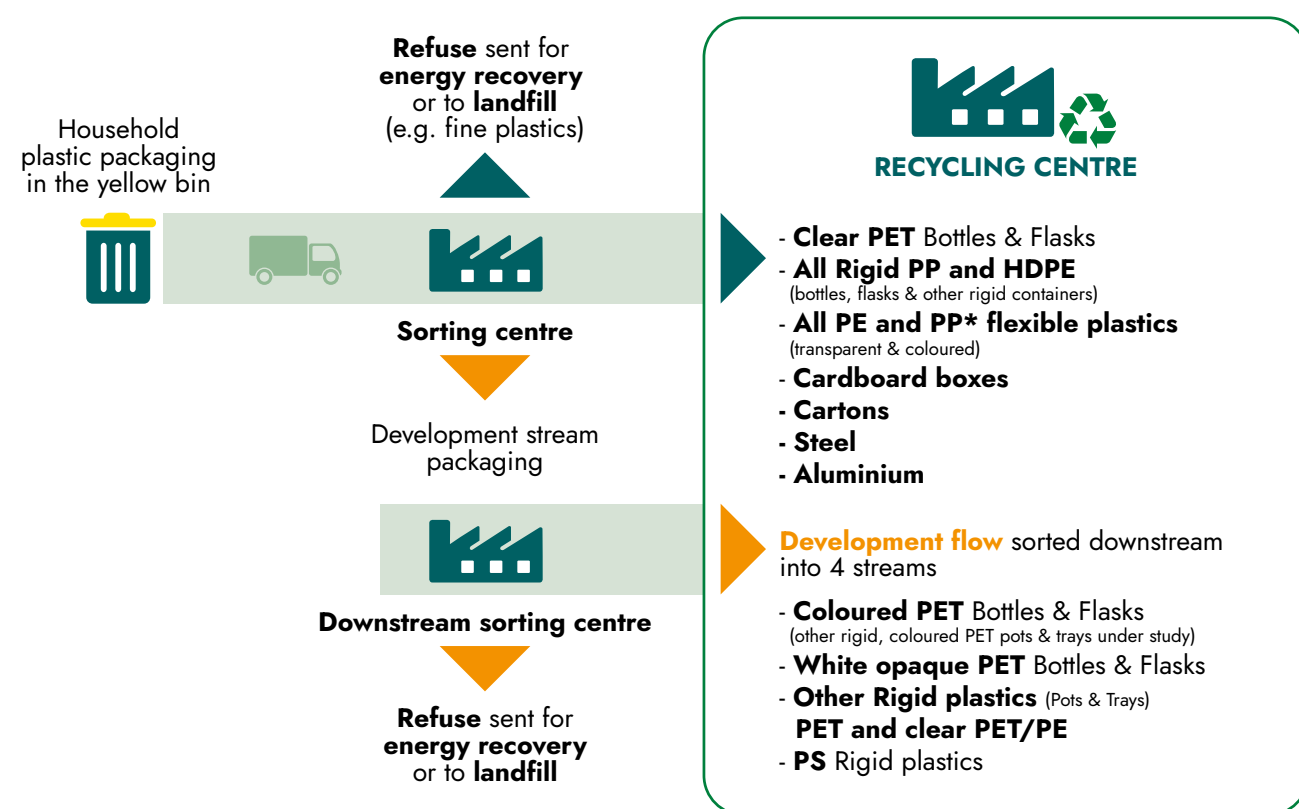 Household
plastic packaging
in the yellow bin
Refuse sent for
energy recovery
or to landfill
(e.g. fine plastics)
Sorting centre
Development stream
packaging
Downstream sorting centre
Refuse sent for
energy recovery
or to landfill
RECYCLING CENTRE
- Clear PET Bottles & Flasks
- All Rigid PP and HDPE
(bottles, flasks & other rigid containers)
- All PE and PP* flexible plastics
(transparent & coloured)
- Cardboard boxes
- Cartons
- Steel
- Aluminium
Development flow sorted downstream
into 4 streams
- Coloured PET Bottles & Flasks
(other rigid, coloured PET pots & trays under study)
- White opaque PET Bottles & Flasks
- Other Rigid plastics (Pots & Trays)
PET and clear PET/PE
- PS Rigid plastics